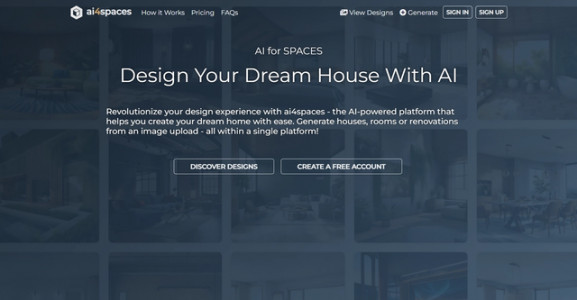 ai4spaces How it Works Pricing FAQs View Designs Generate SIGN IN SIGN UP
AI for SPACES
Design Your Dream House With AI
Revolutionize your design experience with ai4spaces - the AI-powered platform that
helps you create your dream home with ease. Generate houses, rooms or renovations
from an image upload - all within a single platform!
DISCOVER DESIGNS CREATE A FREE ACCOUNT